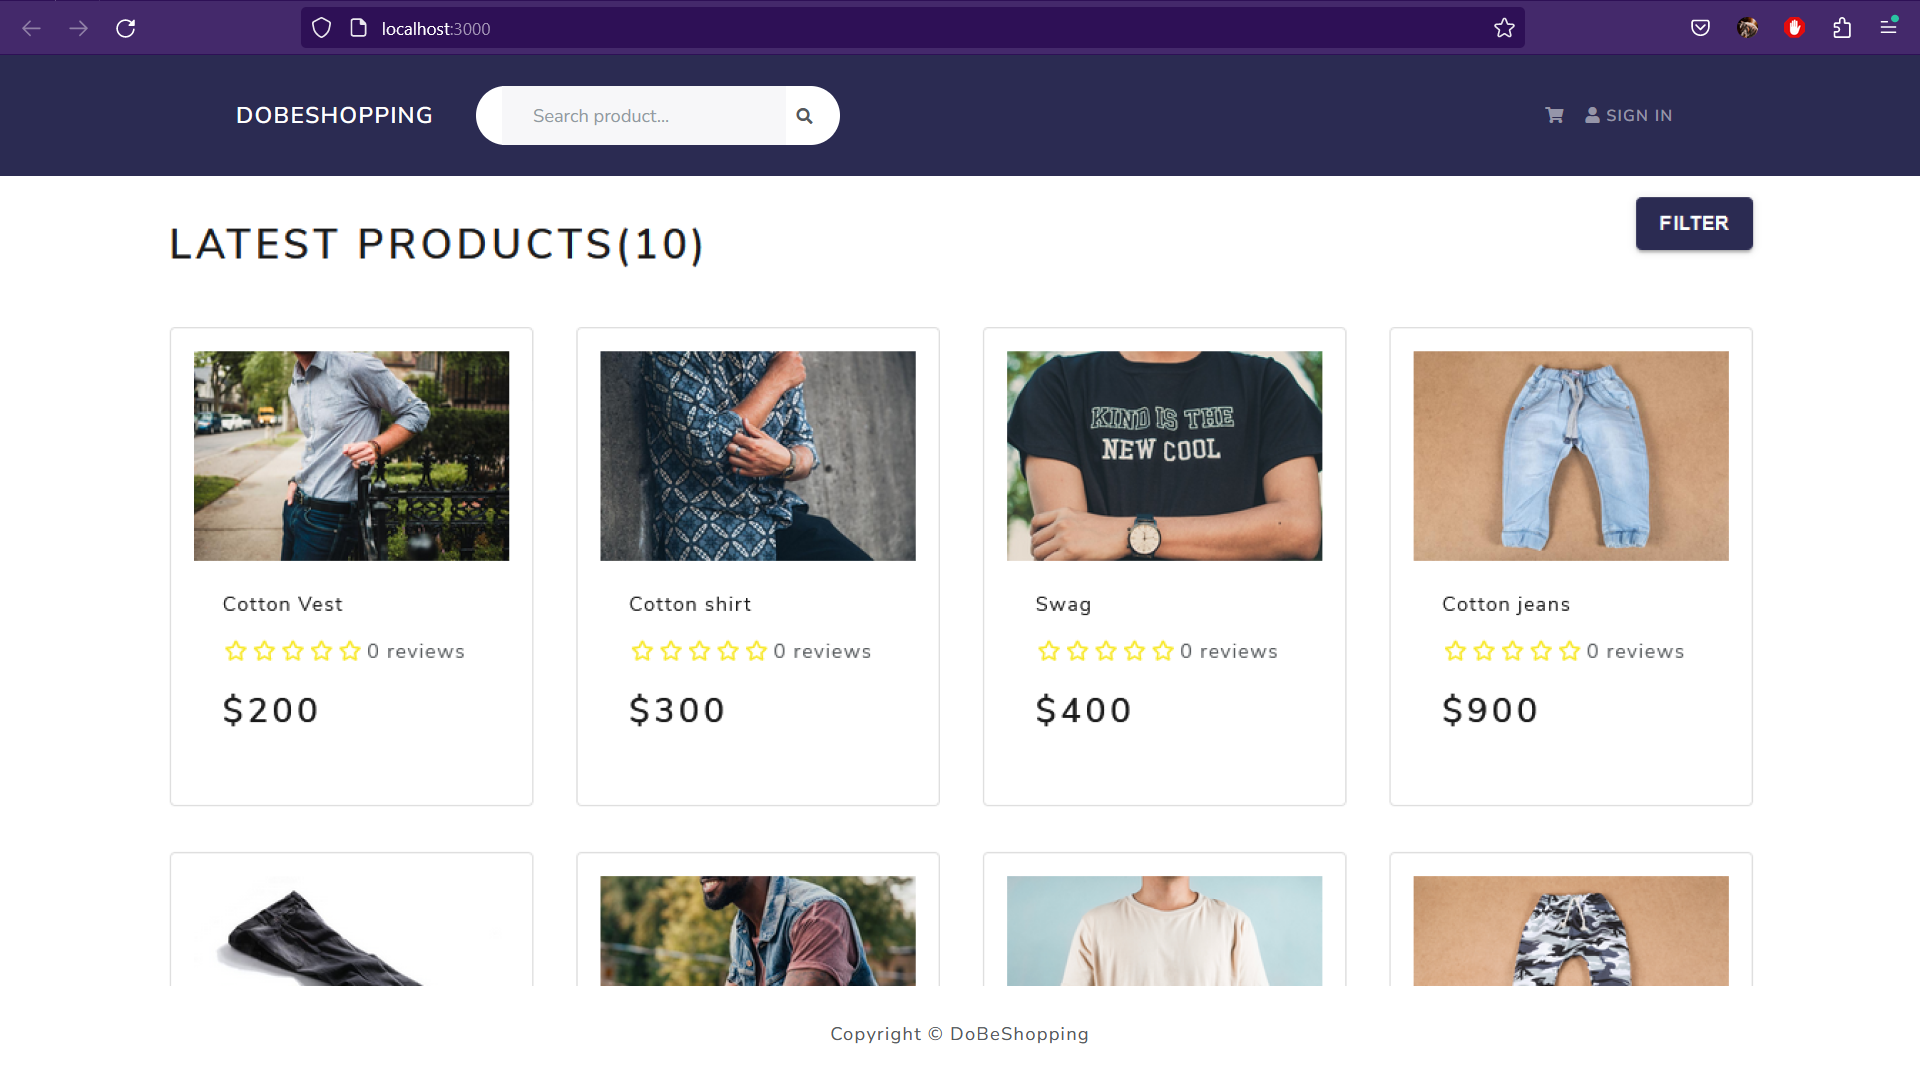 localhost:3000
DOBESHOPPING
Search product...
SIGN IN
LATEST PRODUCTS(10)
FILTER
KIND IS THE
NEW COOL
Cotton Vest
0 reviews
$200
Cotton shirt
0 reviews
$300
Swag
0 reviews
$400
Cotton jeans
0 reviews
$900
Copyright © DoBeShopping